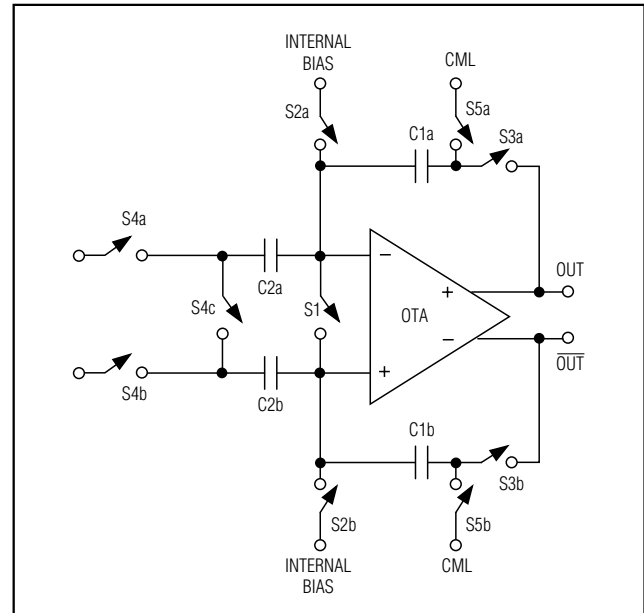 INTERNAL
BIAS
CML
S2a
S5a
C1a
S3a
S4a
C2a
−
+
OUT
S4c
S1
OTA
−
OUT
+
S4b
C2b
C1b
S3b
S2b
S5b
INTERNAL
BIAS
CML